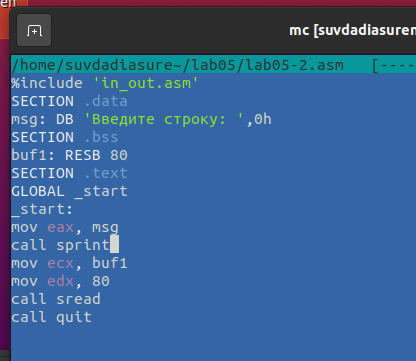 mc [suvdadiasuren
/home/suvdadiasure~/lab05/lab05-2.asm [----
%include 'in_out.asm'
SECTION .data
msg: DB 'Введите строку: ',0h
SECTION .bss
buf1: RESB 80
SECTION .text
GLOBAL _start
_start:
mov eax, msg
call sprint
mov ecx, buf1
mov edx, 80
call sread
call quit